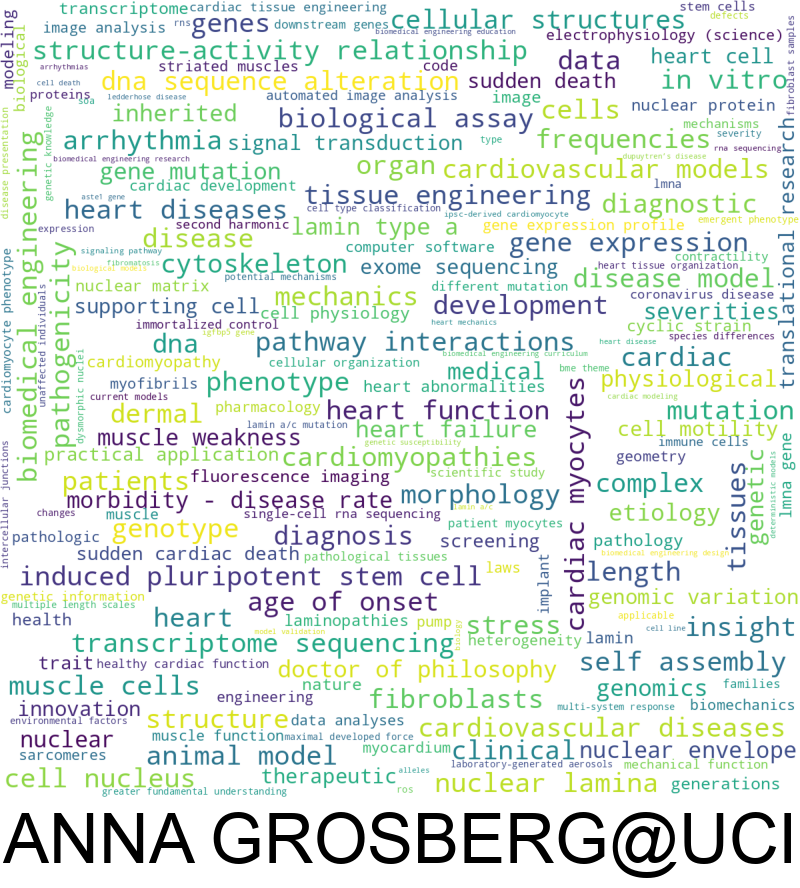 transcriptome
cardiac tissue engineering
stem cells
modeling
image analysis
rns
genes
downstream genes
cellular structures
defects
biomedical engineering education
biological
structure-activity relationship
electrophysiology (science)
fibroblast samples
arrhythmias
striated muscles
code
data
heart cell
cell death
dna sequence alteration
sudden death
in vitro
proteins
soa
ledderhose disease
automated image analysis
image
cells
nuclear protein
disease presentation
genetic knowledge
inherited
biological assay
mechanisms
arrhythmia
signal transduction
type
frequencies
severity
rna sequencing
biomedical engineering research
gene mutation
organ
dupuytren's disease
cardiovascular models
translational research
cardiac development
lmna
biomedical engineering
aste1 gene
tissue engineering
diagnostic
heart diseases
cell type classification
ipsc-derived cardiomyocyte
emergent phenotype
expression
second harmonic
lamin type a
gene expression profile
disease
computer software
gene expression
signaling pathway
contractility
cardiomyocyte phenotype
pathogenicity
fibromatosis
cytoskeleton
exome sequencing
heart tissue organization
biological models
potential mechanisms
disease model
nuclear matrix
mechanics
different mutation
coronavirus disease
unaffected individuals
supporting cell
cell physiology
development
severities
immortalized control
heart mechanics
cyclic strain
igfbp5 gene
species differences
dna
pathway interactions
heart disease
dysmorphic nuclei
biomedical engineering curriculum
cardiac
cardiomyopathy
cellular organization
medical
bme theme
myofibrils
phenotype
heart abnormalities
physiological
current models
cardiac modeling
dermal
pharmacology
heart function
cardiac myocytes
mutation
lamin a/c mutation
muscle weakness
heart failure
cell motility
genetic susceptibility
immune cells
practical application
cardiomyopathies
scientific study
geometry
intercellular junctions
patients
fluorescence imaging
tissues
genetic
deterministic models
lmna gene
morbidity - disease rate
morphology
complex
changes
muscle
single-cell rna sequencing
lamin a/c
etiology
pathologic
genotype
diagnosis
patient myocytes
screening
pathology
sudden cardiac death
pathological tissues
implant
biomedical engineering design
induced pluripotent stem cell
laws
length
genetic information
age of onset
genomic variation
multiple length scales
health
heart
laminopathies
pump
stress
applicable
cell line
insight
model validation
biology
transcriptome sequencing
heterogeneity
lamin
trait
healthy cardiac function
doctor of philosophy
self assembly
muscle cells
nature
genomics
families
innovation
engineering
fibroblasts
multi-system response
biomechanics
environmental factors
structure
data analyses
cardiovascular diseases
nuclear
muscle function
maximal developed force
sarcomeres
animal model
myocardium
clinical
nuclear envelope
laboratory-generated aerosols
mechanical function
cell nucleus
therapeutic
alleles
nuclear lamina
generations
greater fundamental understanding
ros
ANNA GROSBERG@UCI